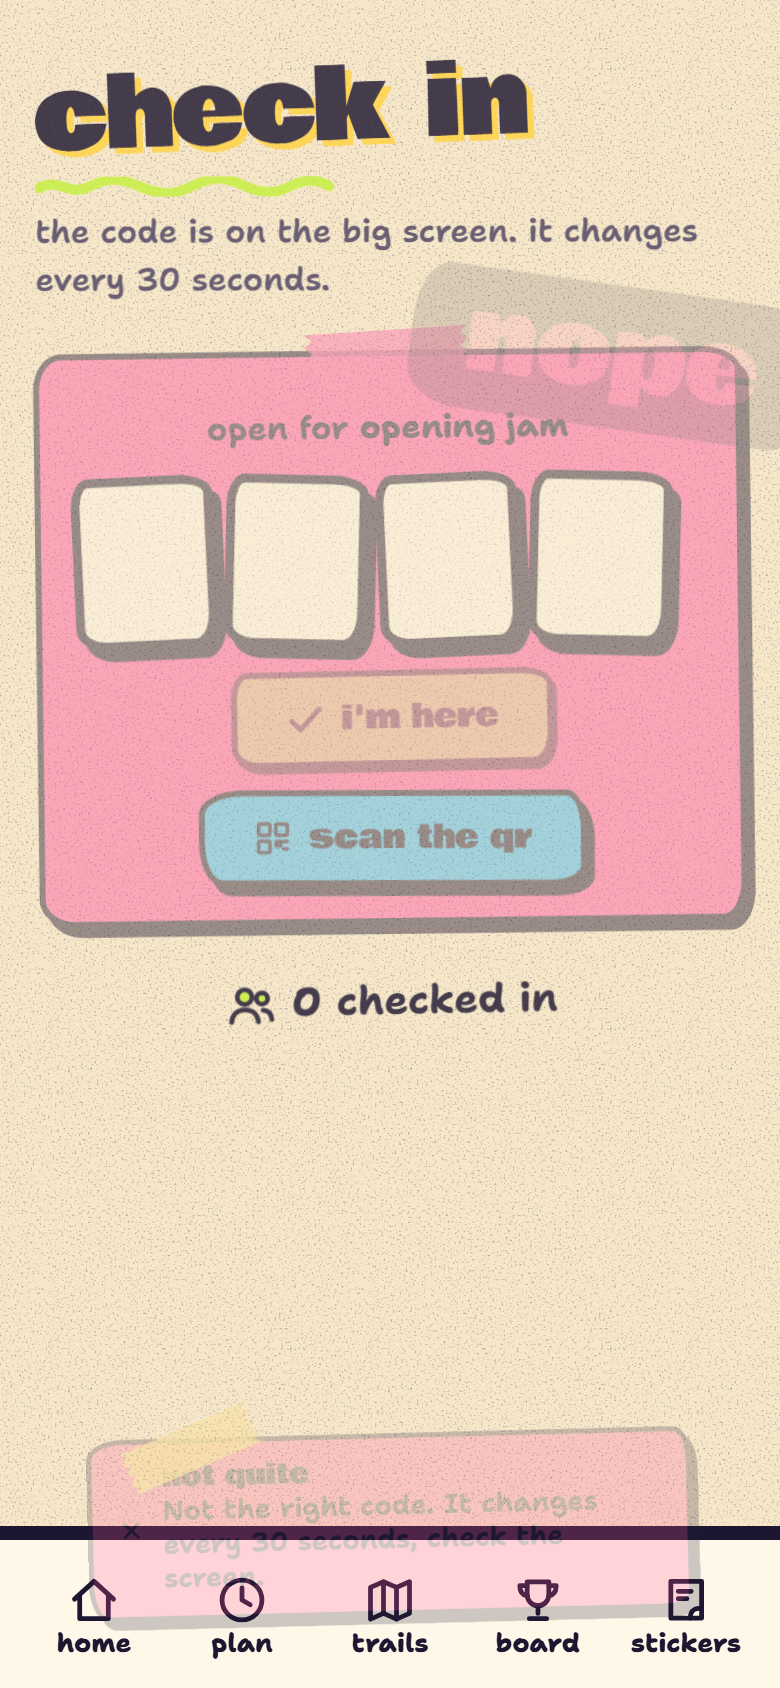 check in
the code is on the big screen. it changes
every 30 seconds.
nope
open for opening jam
i'm here
scan the qr
0 checked in
not quite
Not the right code. It changes
every 30 seconds, check the
screen.
home
plan
trails
board
stickers